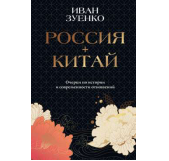 ИВАН
ЗУЕНКО
РОССИЯ
+
КИТАЙ
Очерки по истории
и современности отношений